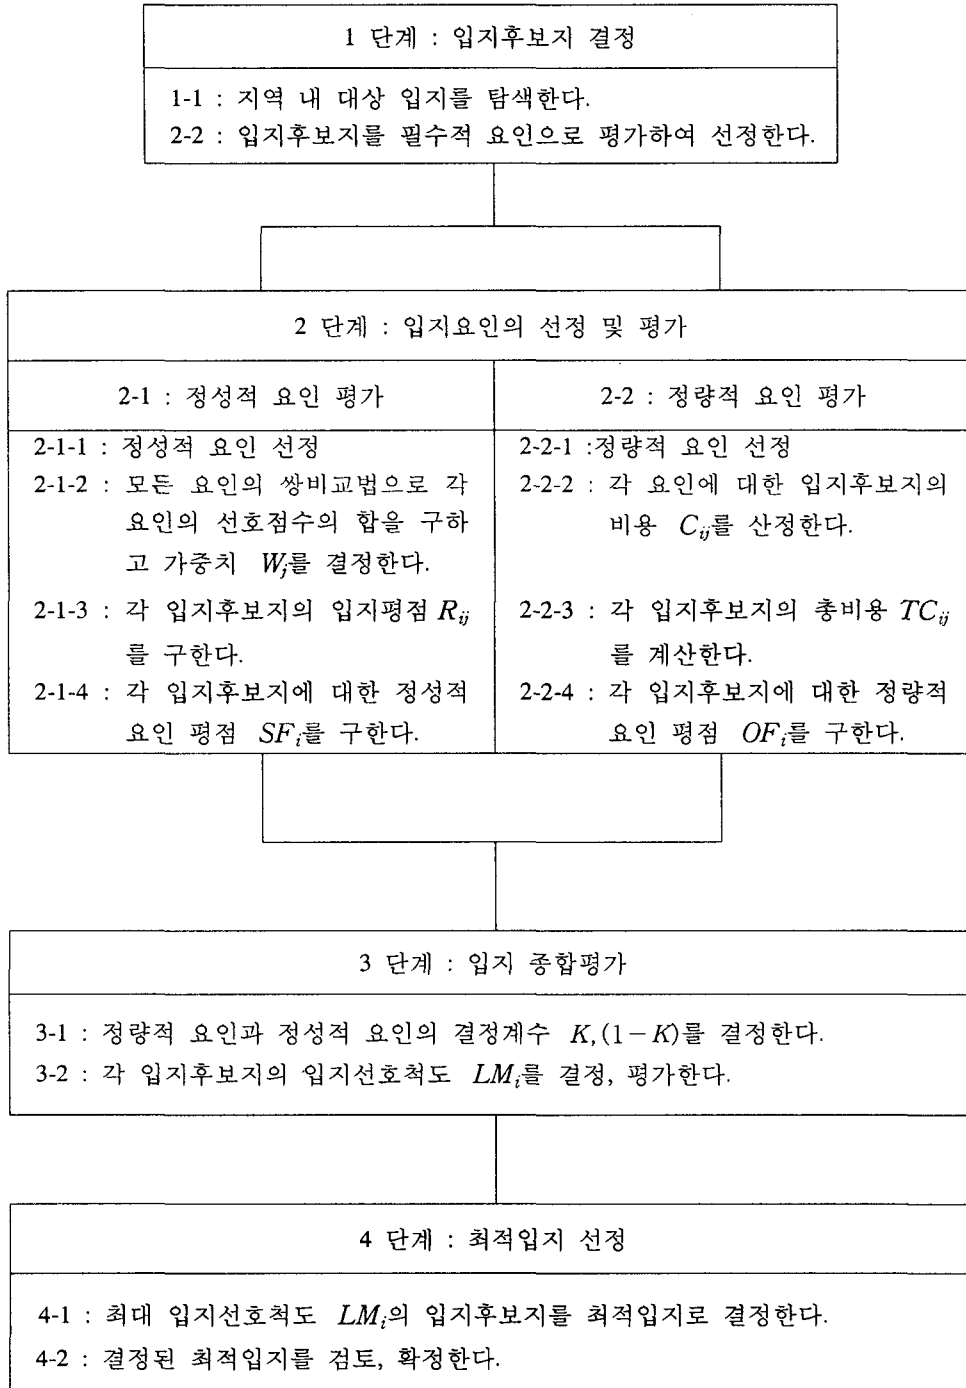 1 단계 : 입지후보지 결정
1-1 : 지역 내 대상 입지를 탐색한다.
2-2 : 입지후보지를 필수적 요인으로 평가하여 선정한다.
2 단계 : 입지요인의 선정 및 평가
2-1 : 정성적 요인 평가
2-1-1 : 정성적 요인 선정
2-1-2 : 모든 요인의 쌍비교법으로 각
요인의 선호점수의 합을 구하
고 가중치 W_j를 결정한다.
2-1-3 : 각 입지후보지의 입지평점 R_{ij}
를 구한다.
2-1-4 : 각 입지후보지에 대한 정성적
요인 평점 SF_i를 구한다.
2-2 : 정량적 요인 평가
2-2-1 :정량적 요인 선정
2-2-2 : 각 요인에 대한 입지후보지의
비용 C_{ij}를 산정한다.
2-2-3 : 각 입지후보지의 총비용 TC_{ij}
를 계산한다.
2-2-4 : 각 입지후보지에 대한 정량적
요인 평점 OF_i를 구한다.
3 단계 : 입지 종합평가
3-1 : 정량적 요인과 정성적 요인의 결정계수 K,(1-K)를 결정한다.
3-2 : 각 입지후보지의 입지선호척도 LM_i를 결정, 평가한다.
4 단계 : 최적입지 선정
4-1 : 최대 입지선호척도 LM_i의 입지후보지를 최적입지로 결정한다.
4-2 : 결정된 최적입지를 검토, 확정한다.